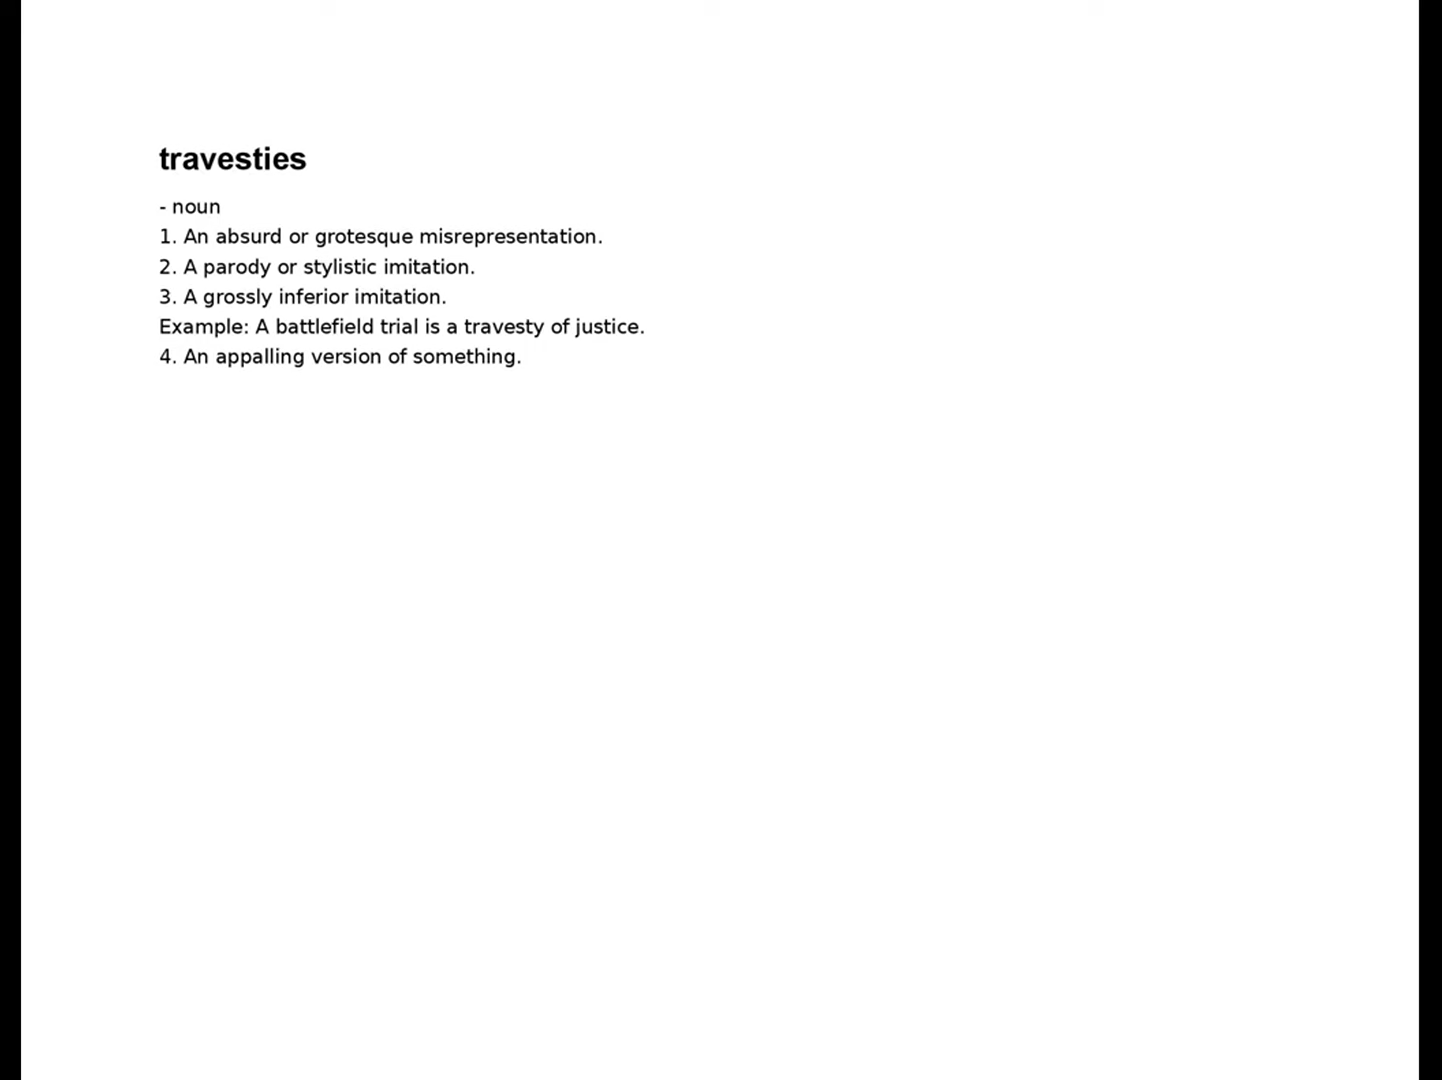 travesties
- noun
1. An absurd or grotesque misrepresentation.
2. A parody or stylistic imitation.
3. A grossly inferior imitation.
Example: A battlefield trial is a travesty of justice.
4. An appalling version of something.